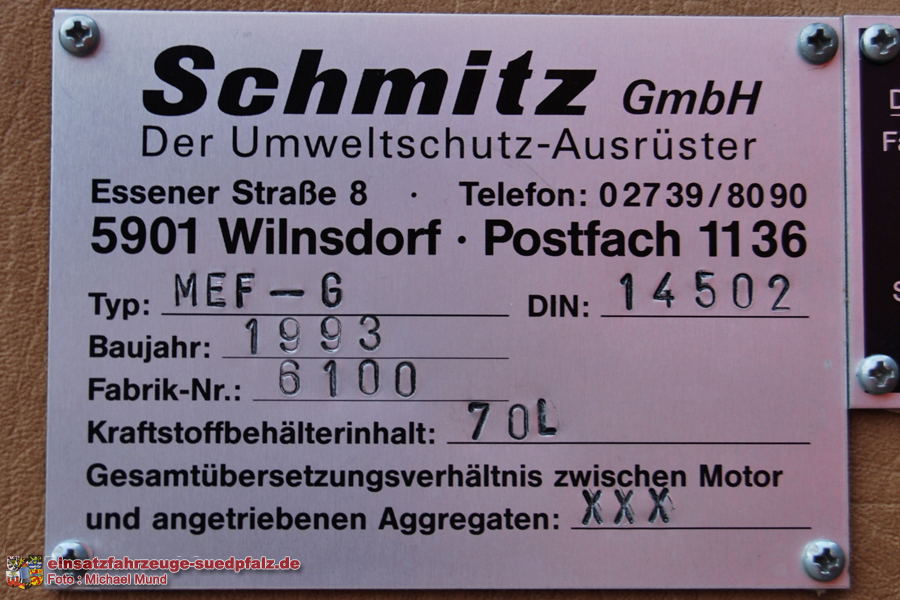 Schmitz GmbH
Der Umweltschutz-Ausrüster
Essener Straße 8 · Telefon: 02739/8090
5901 Wilnsdorf · Postfach 1136
Typ: MEF-G DIN: 14502
Baujahr: 1993
Fabrik-Nr.: 6100
Kraftstoffbehälterinhalt: 70L
Gesamtübersetzungsverhältnis zwischen Motor
und angetriebenen Aggregaten: XXX
einsatzfahrzeuge-suedpfalz.de
Foto : Michael Mund